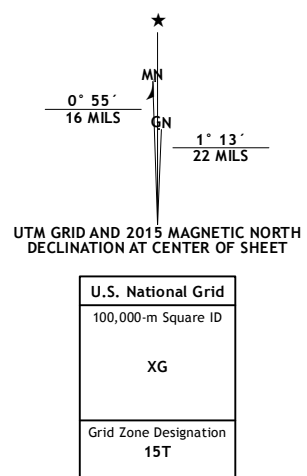 MN
0° 55´
16 MILS
GN
1° 13´
22 MILS
UTM GRID AND 2015 MAGNETIC NORTH
DECLINATION AT CENTER OF SHEET
U.S. National Grid
100,000-m Square ID
XG
Grid Zone Designation
15T